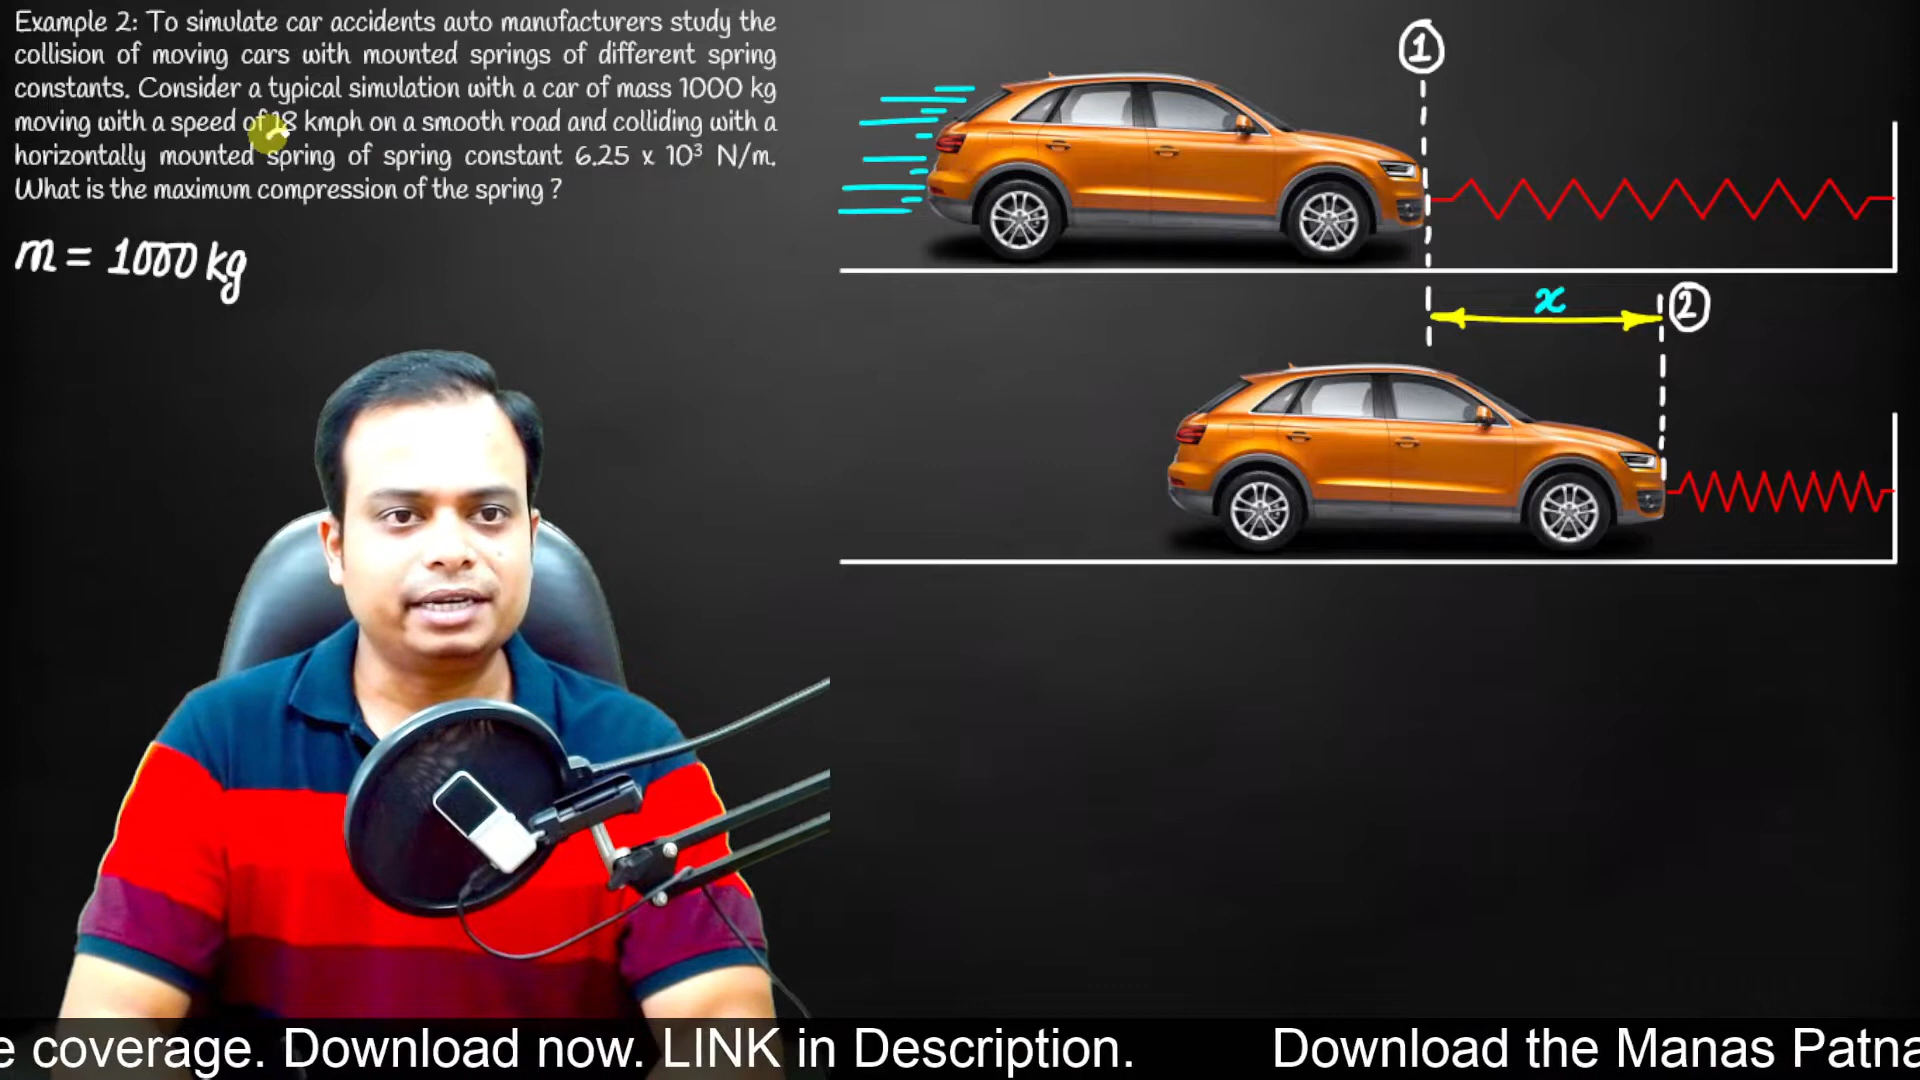 Example 2: To simulate car accidents auto manufacturers study the
collision of moving cars with mounted springs of different spring
constants. Consider a typical simulation with a car of mass 1000 kg
moving with a speed of 18 kmph on a smooth road and colliding with a
horizontally mounted spring of spring constant 6.25 x 10³ N/m.
What is the maximum compression of the spring ?
m = 1000 kg
1
x
2
e coverage. Download now. LINK in Description. Download the Manas Patna